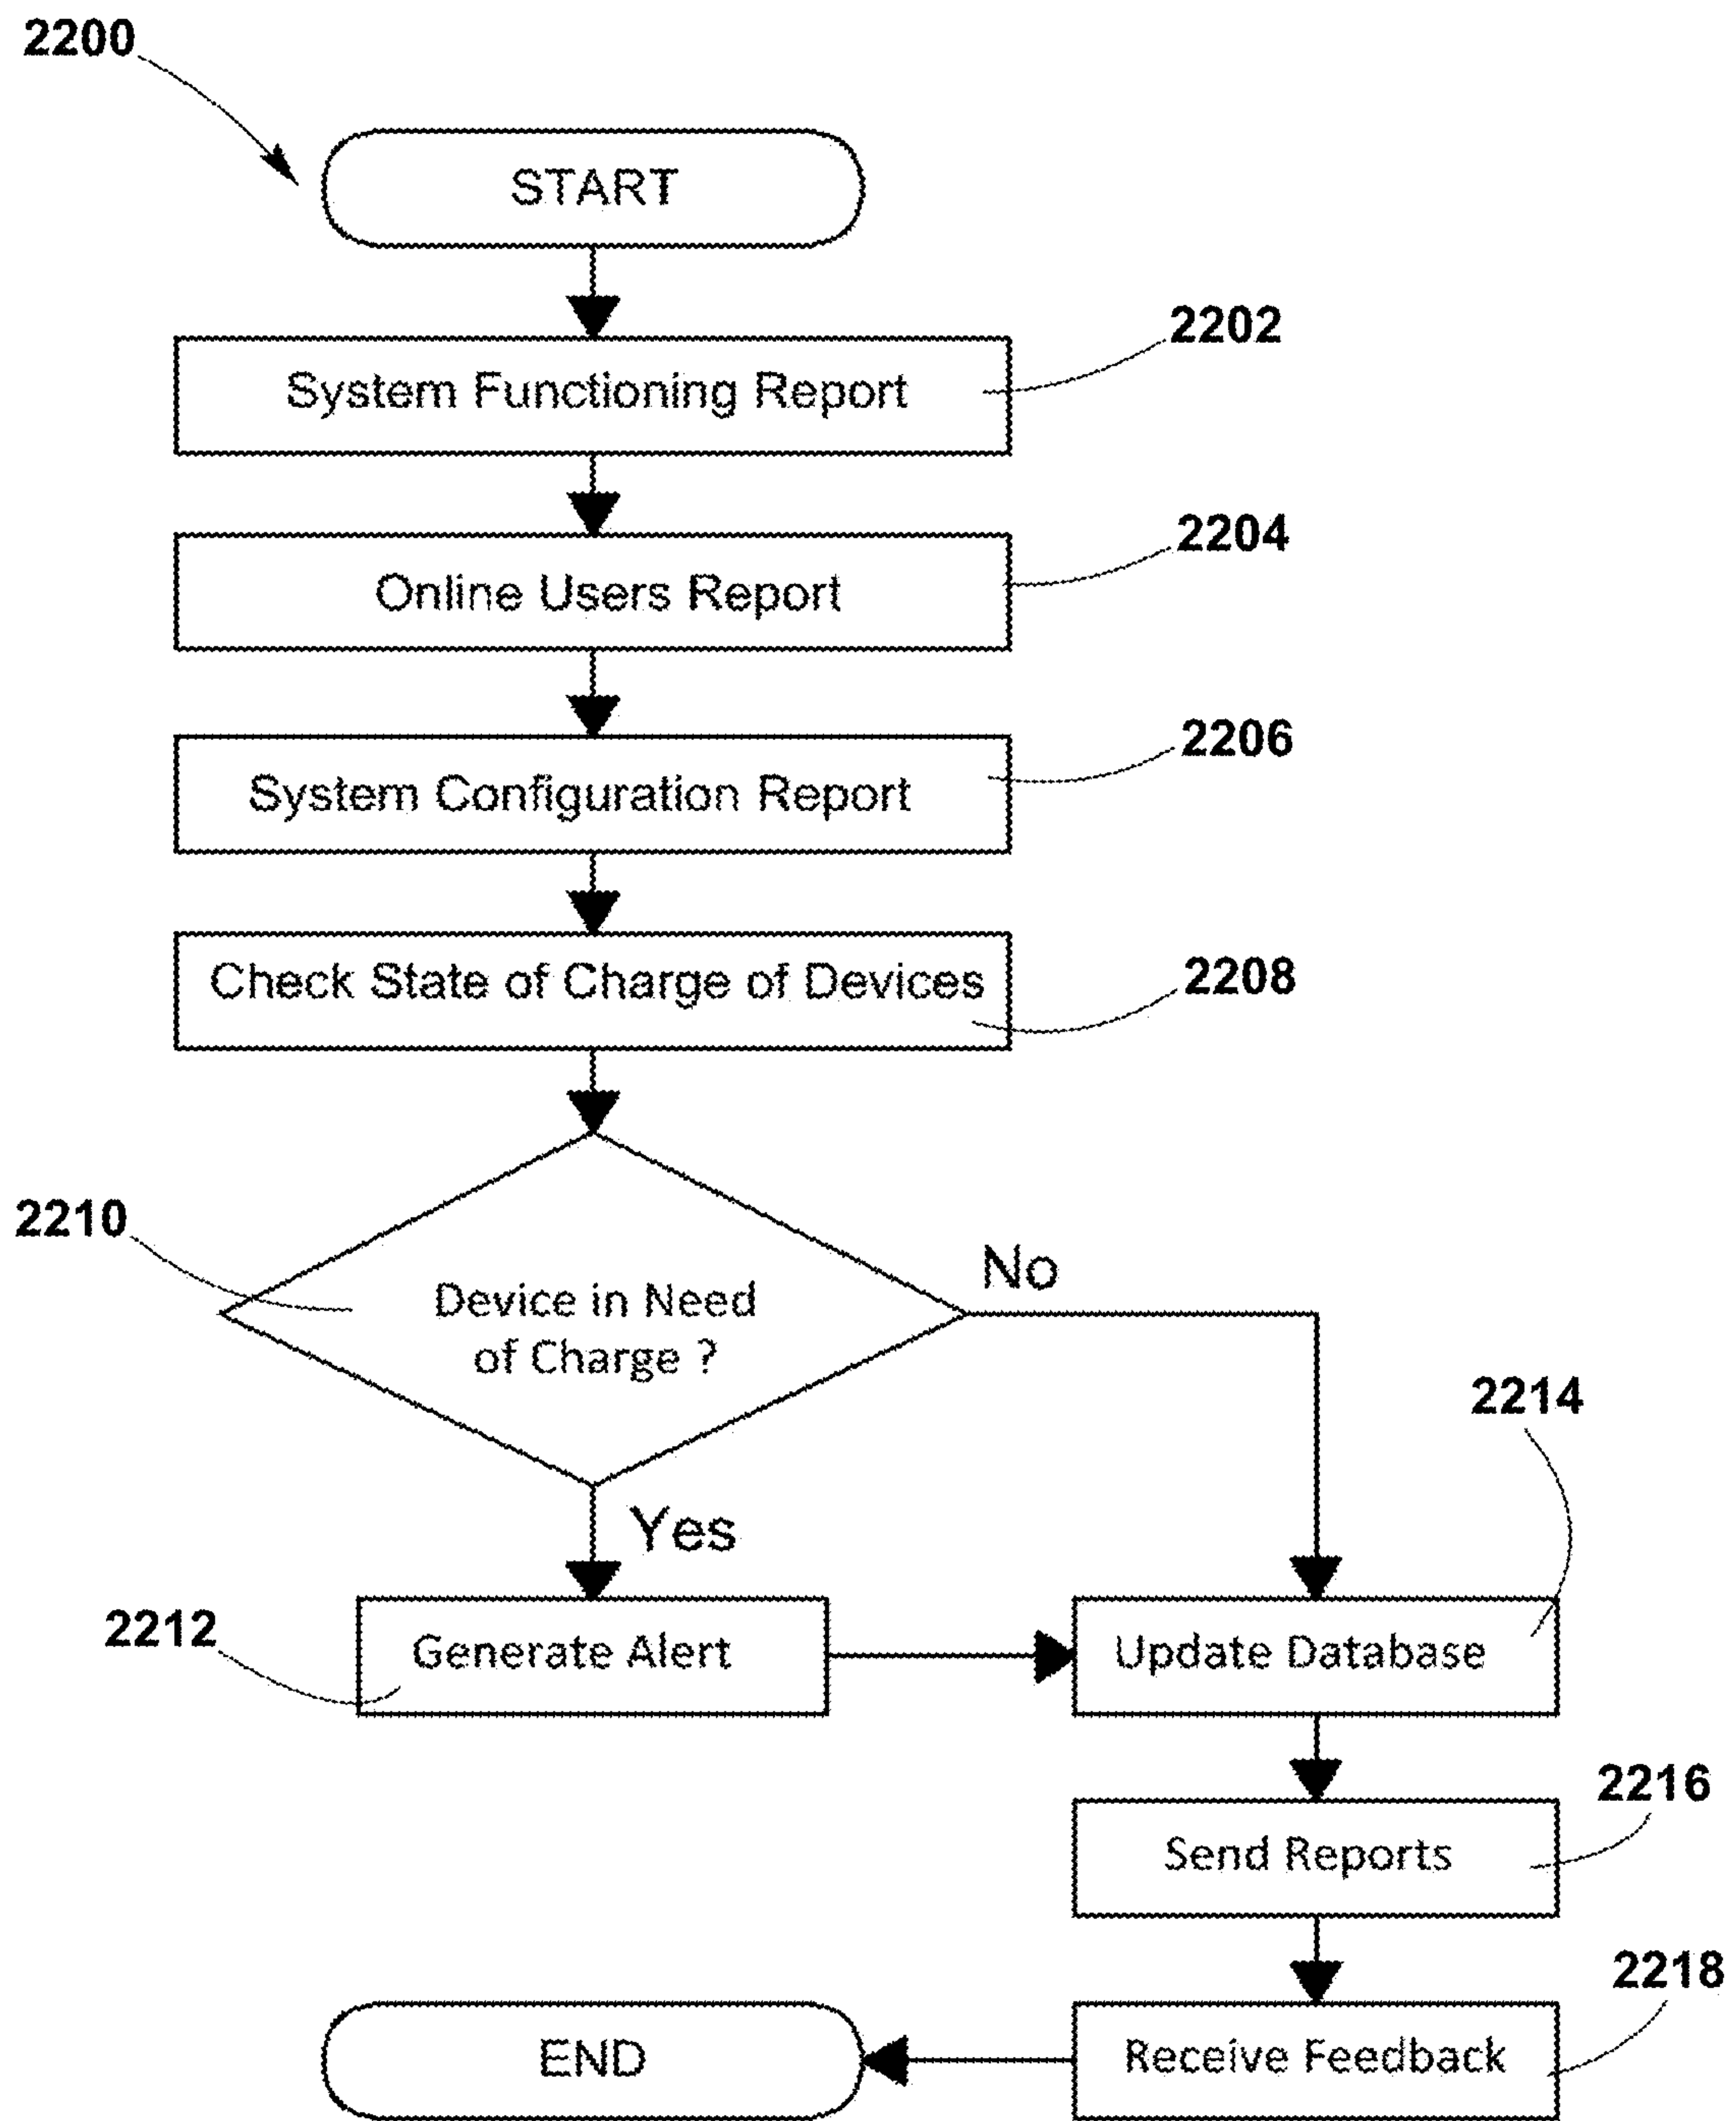 2200
START
2202
System Functioning Report
2204
Online Users Report
2206
System Configuration Report
2208
Check State of Charge of Devices
2210
Device in Need
of Charge ?
No
Yes
2214
2212
Generate Alert
Update Database
2216
Send Reports
2218
Receive Feedback
END